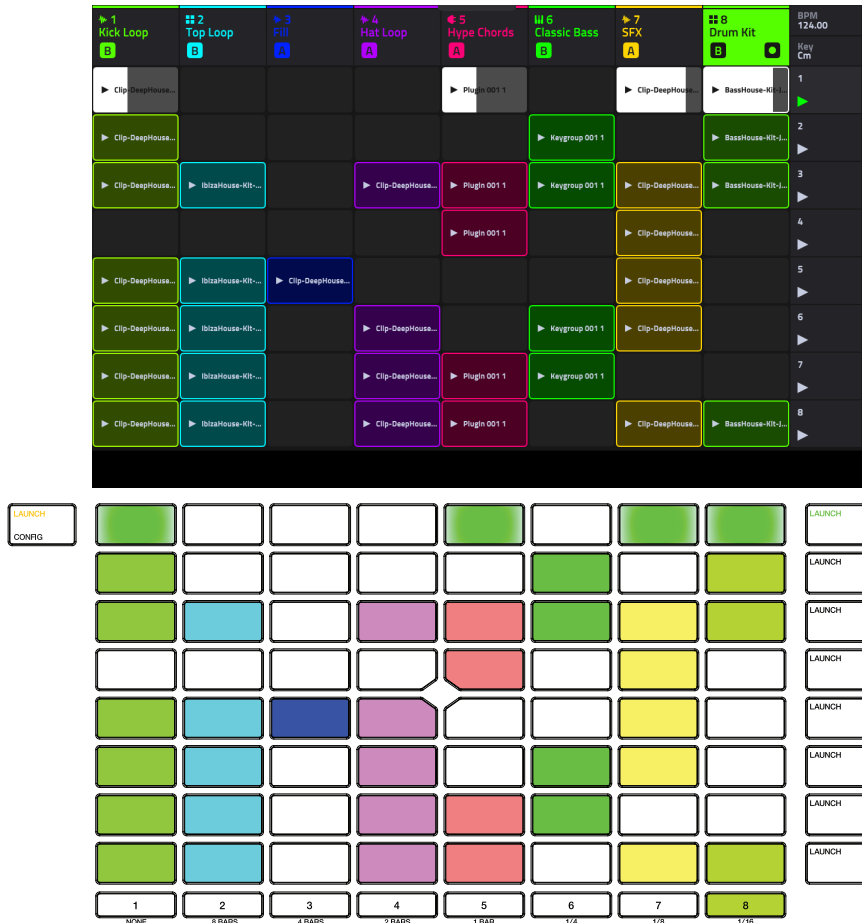 1 2 3 4 5 6 7 8 BPM
Kick Loop Top Loop Fill Hat Loop Hype Chords Classic Bass SFX Drum Kit 124.00
B B A A A B A B Key
Cm
Clip-DeepHouse... Plugin 001 1 Clip-DeepHouse... BassHouse-Kit-J... 1
Clip-DeepHouse... Keygroup 001 1 BassHouse-Kit-J... 2
Clip-DeepHouse... IbizaHouse-Kit-... Clip-DeepHouse... Plugin 001 1 Keygroup 001 1 Clip-DeepHouse... BassHouse-Kit-J... 3
Plugin 001 1 Clip-DeepHouse... 4
Clip-DeepHouse... IbizaHouse-Kit-... Clip-DeepHouse... Clip-DeepHouse... 5
Clip-DeepHouse... IbizaHouse-Kit-... Clip-DeepHouse... Keygroup 001 1 Clip-DeepHouse... 6
Clip-DeepHouse... IbizaHouse-Kit-... Clip-DeepHouse... Plugin 001 1 Keygroup 001 1 7
Clip-DeepHouse... IbizaHouse-Kit-... Clip-DeepHouse... Plugin 001 1 Clip-DeepHouse... BassHouse-Kit-J... 8
LAUNCH LAUNCH
CONFIG
LAUNCH
LAUNCH
LAUNCH
LAUNCH
LAUNCH
LAUNCH
LAUNCH
1 2 3 4 5 6 7 8
NONE 8 BARS 4 BARS 2 BARS 1 BAR 1/4 1/8 1/16